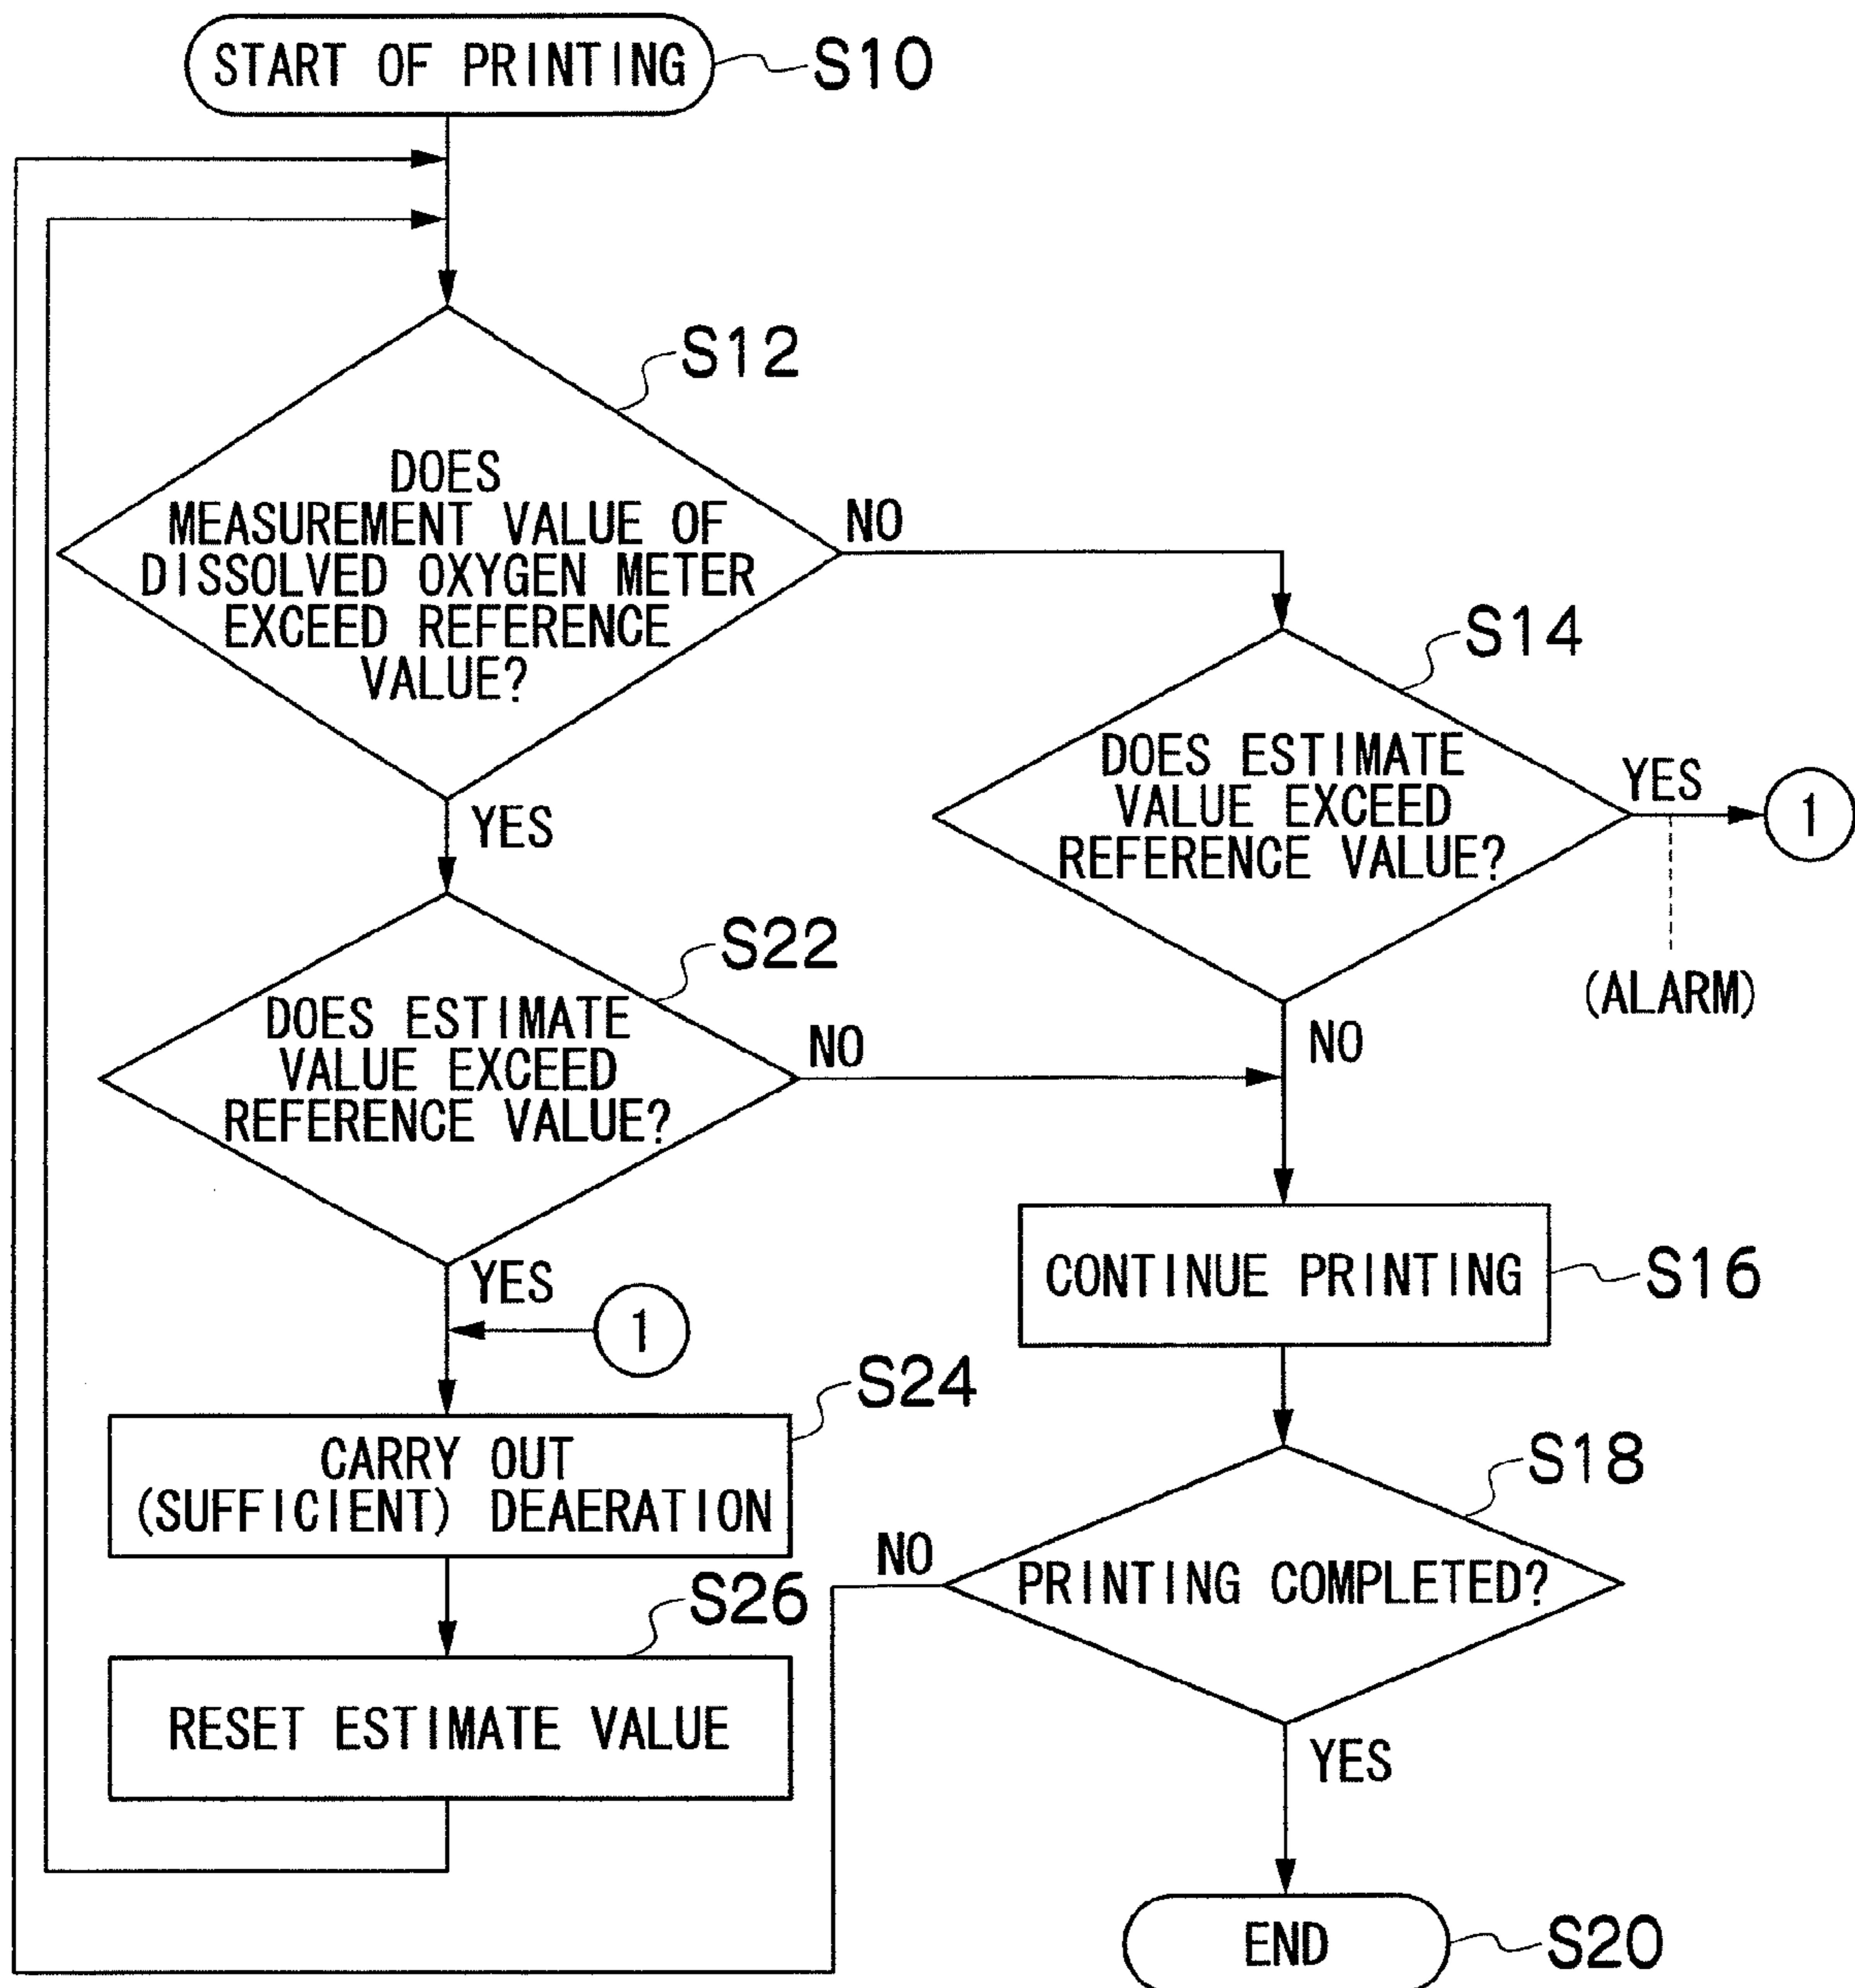 START OF PRINTING
S10
S12
DOES
MEASUREMENT VALUE OF
DISSOLVED OXYGEN METER
EXCEED REFERENCE
VALUE?
NO
YES
S14
DOES ESTIMATE
VALUE EXCEED
REFERENCE VALUE?
YES
1
(ALARM)
NO
S22
DOES ESTIMATE
VALUE EXCEED
REFERENCE VALUE?
NO
YES
1
CONTINUE PRINTING
S16
S24
CARRY OUT
(SUFFICIENT) DEAERATION
S18
PRINTING COMPLETED?
NO
YES
S26
RESET ESTIMATE VALUE
END
S20